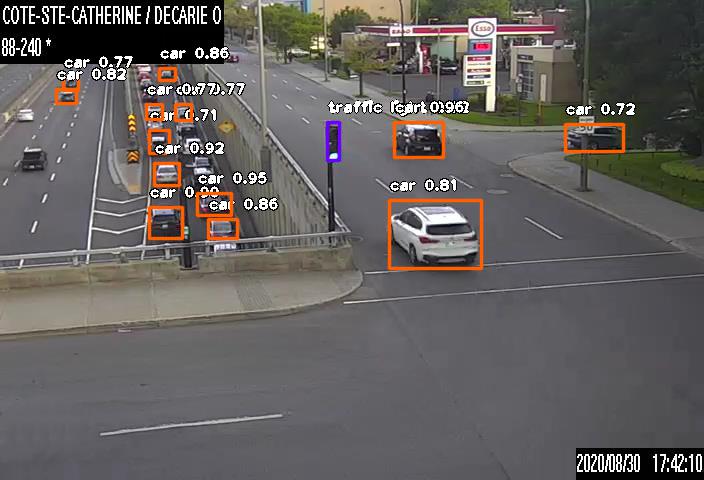 COTE-STE-CATHERINE / DECARIE O
88-240 *
car 0.86
car 0.77
car 0.82
car 0.71
car 0.92
car 0.95
car 0.86
car 0.81
car 0.72
Esso
2020/08/30 17:42:10